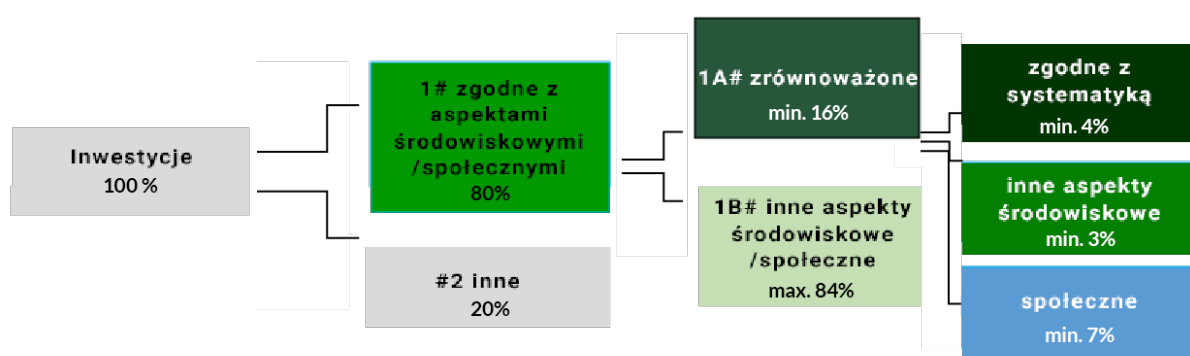 Inwestycje
100 %
1# zgodne z
aspektami
środowiskowymi
/społecznymi
80%
#2 inne
20%
1A# zrównoważone
min. 16%
1B# inne aspekty
środowiskowe
/społeczne
max. 84%
zgodne z
systematyką
min. 4%
inne aspekty
środowiskowe
min. 3%
społeczne
min. 7%